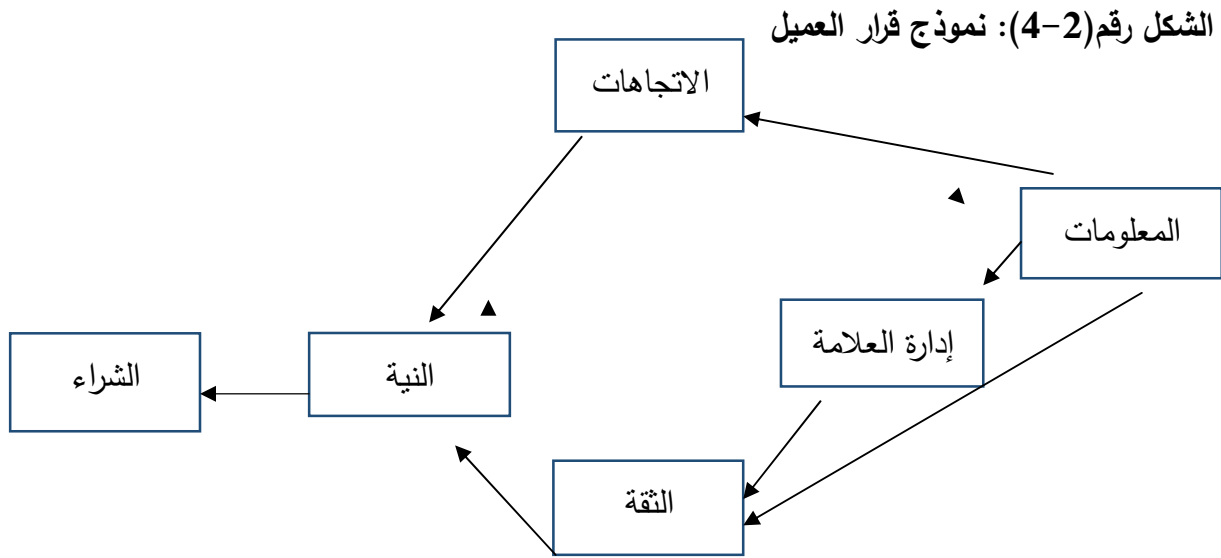 الشكل رقم(2-4): نموذج قرار العميل
الاتجاهات
المعلومات
إدارة العلامة
النية
الشراء
الثقة